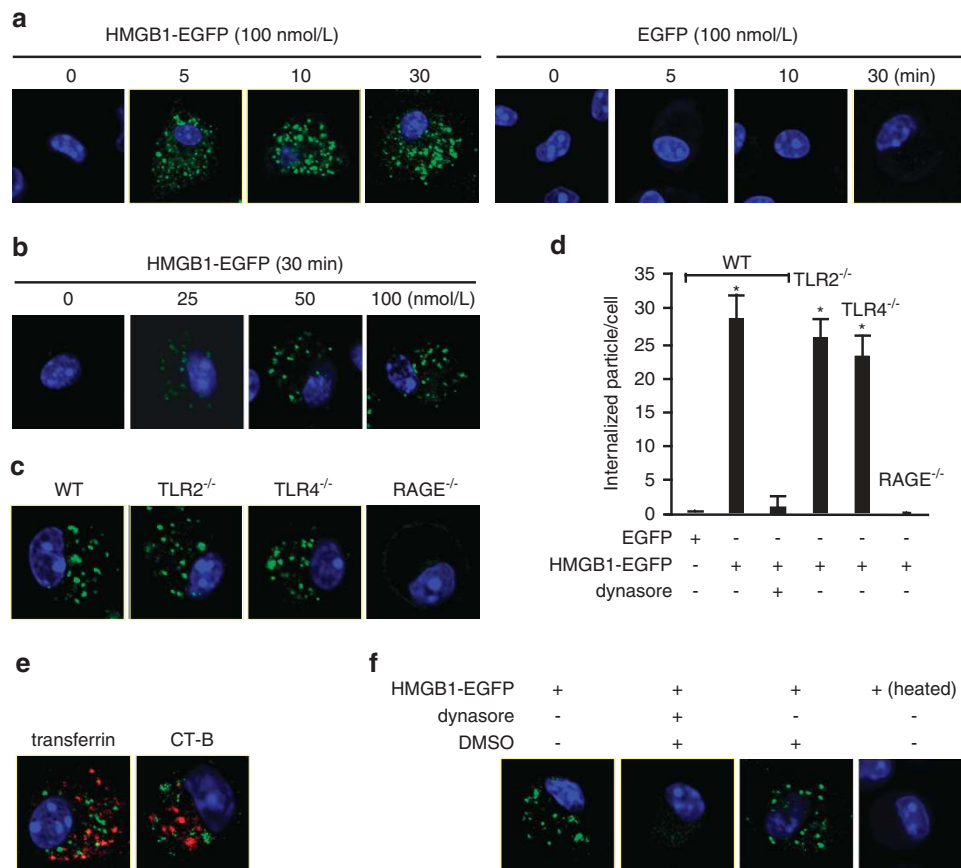 a
HMGB1-EGFP (100 nmol/L) EGFP (100 nmol/L)
0 5 10 30 0 5 10 30 (min)
b
HMGB1-EGFP (30 min)
0 25 50 100 (nmol/L)
c
WT TLR2-/- TLR4-/- RAGE-/-
d
WT TLR2-/-
TLR4-/-
RAGE-/-
* * *
Internalized particle/cell
35
30
25
20
15
10
5
0
EGFP + - - - - -
HMGB1-EGFP - + + + + +
dynasore - - + - - -
e
transferrin CT-B
f
HMGB1-EGFP + + + + (heated)
dynasore - + - -
DMSO - + + -